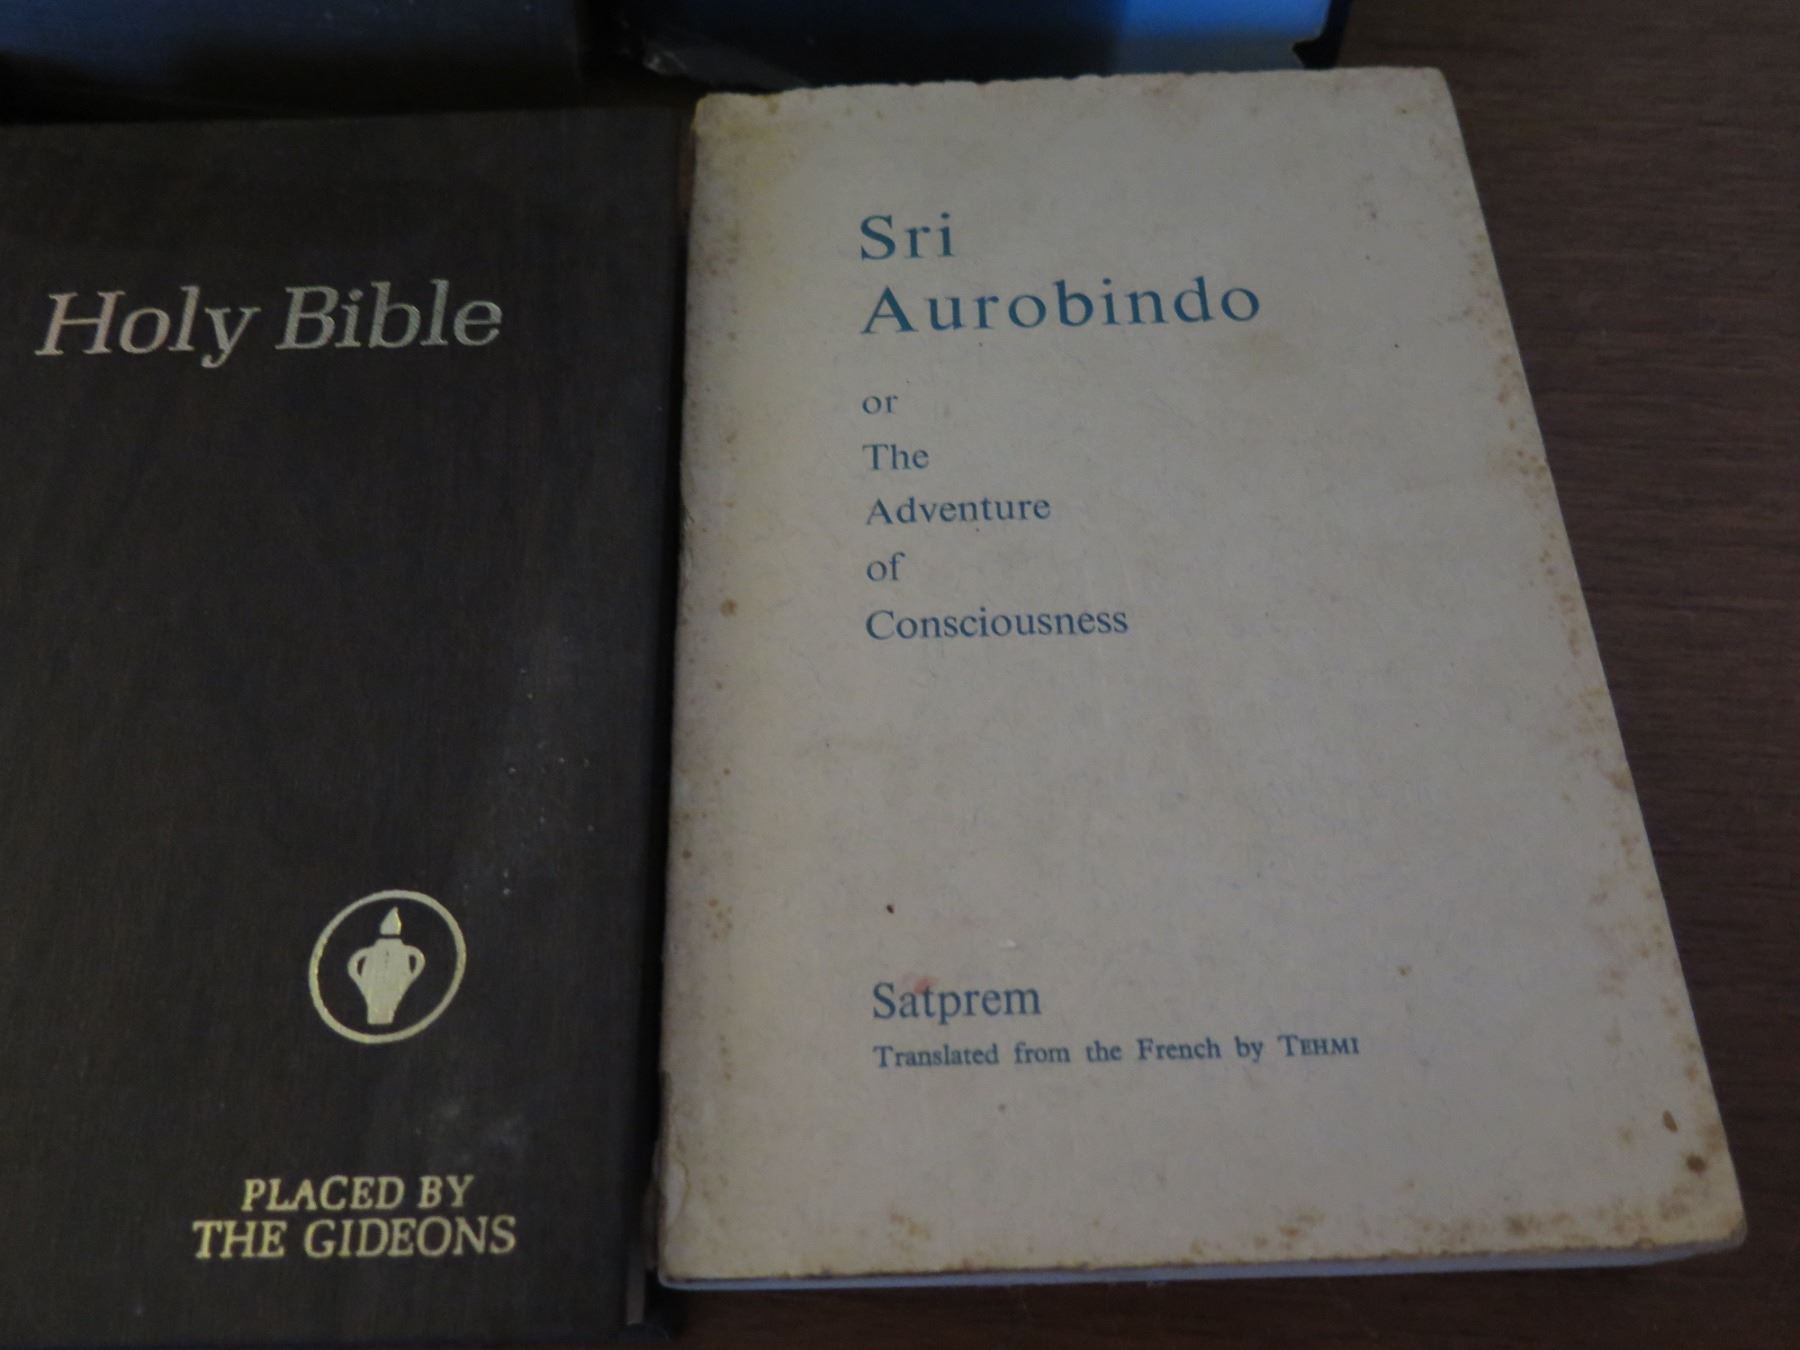 Holy Bible
PLACED BY
THE GIDEONS
Sri
Aurobindo
or
The
Adventure
of
Consciousness
Satprem
Translated from the French by TEHMI